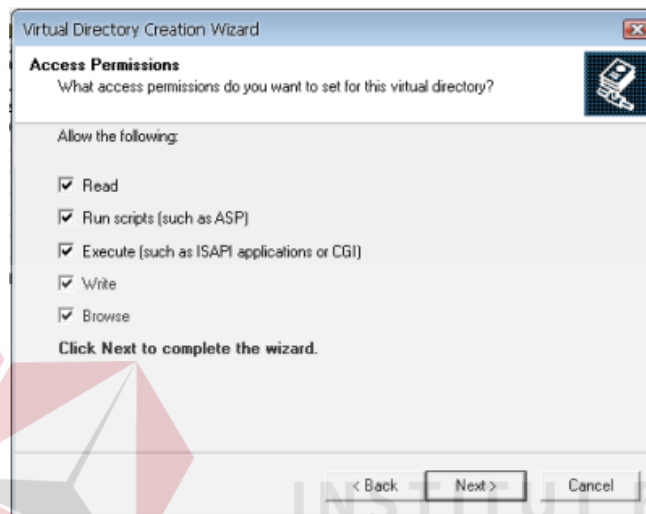 Virtual Directory Creation Wizard
Access Permissions
What access permissions do you want to set for this virtual directory?
Allow the following:
Read
Run scripts (such as ASP)
Execute (such as ISAPI applications or CGI)
Write
Browse
Click Next to complete the wizard.
< Back Next > Cancel
INSTITUT